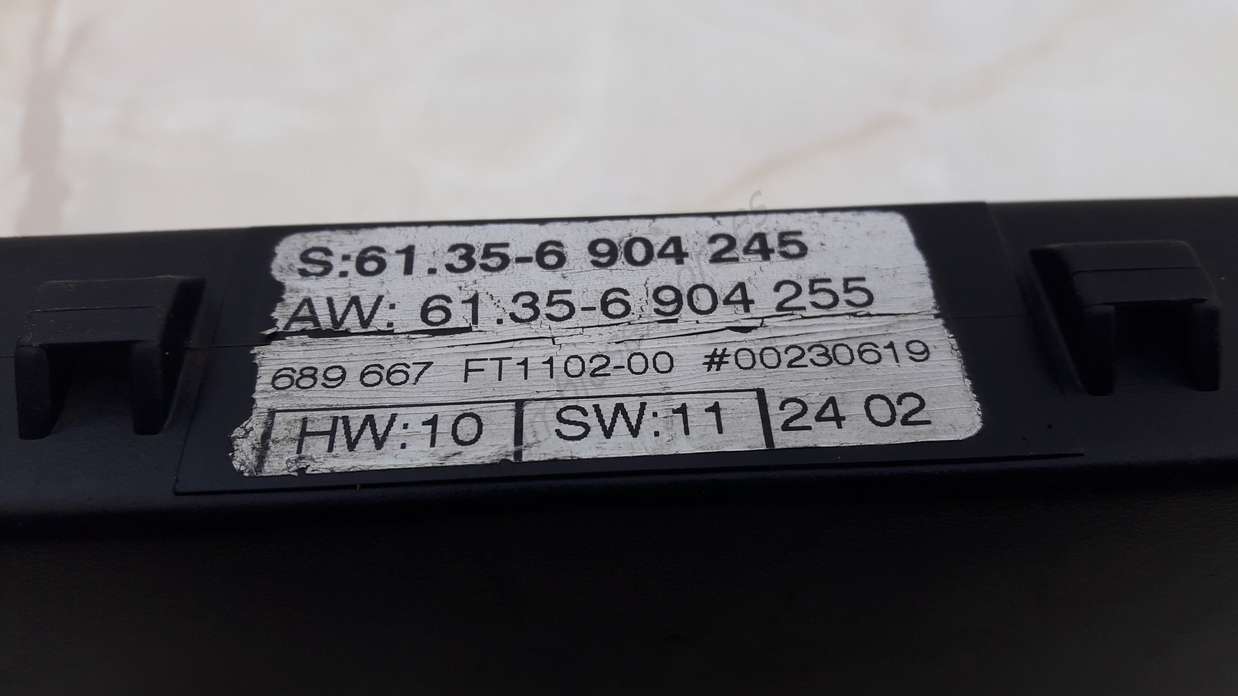 S:61.35-6 904 245
AW: 61.35-6 904 255
689 667 FT1102-00 #00230619
HW:10 SW:11 24 02